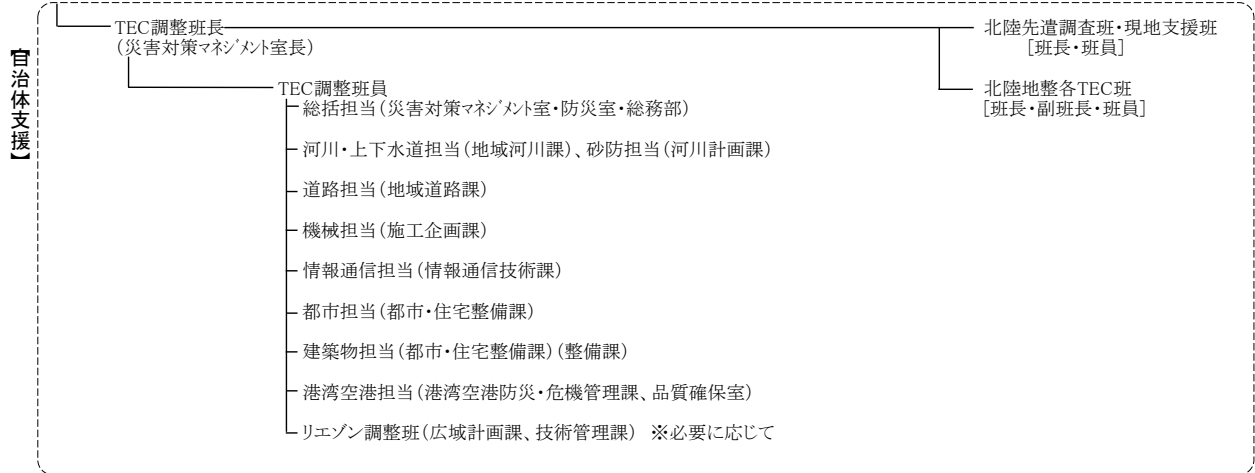 【自治体支援】
TEC調整班長
(災害対策マネジメント室長)
北陸先遣調査班・現地支援班
[班長・班員]
TEC調整班員
北陸地整各TEC班
[班長・副班長・班員]
総括担当(災害対策マネジメント室・防災室・総務部)
河川・上下水道担当(地域河川課)、砂防担当(河川計画課)
道路担当(地域道路課)
機械担当(施工企画課)
情報通信担当(情報通信技術課)
都市担当(都市・住宅整備課)
建築物担当(都市・住宅整備課)(整備課)
港湾空港担当(港湾空港防災・危機管理課、品質確保室)
リエゾン調整班(広域計画課、技術管理課) ※必要に応じて